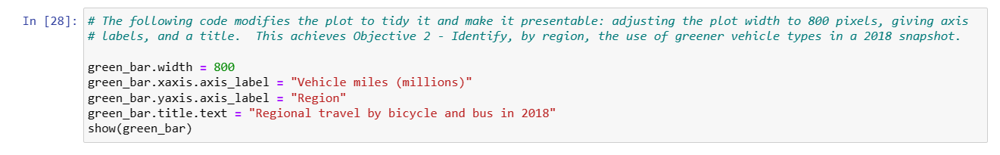 In [28]: # The following code modifies the plot to tidy it and make it presentable: adjusting the plot width to 800 pixels, giving axis
# labels, and a title.  This achieves Objective 2 - Identify, by region, the use of greener vehicle types in a 2018 snapshot.
green_bar.width = 800
green_bar.xaxis.axis_label = "Vehicle miles (millions)"
green_bar.yaxis.axis_label = "Region"
green_bar.title.text = "Regional travel by bicycle and bus in 2018"
show(green_bar)